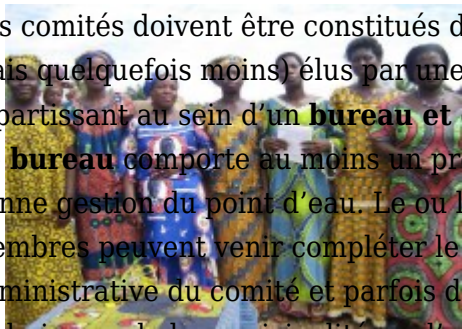 s comités doivent être constitués d
ais quelquefois moins) élus par une
partissant au sein d’un bureau et
bureau comporte au moins un pr
nne gestion du point d’eau. Le ou l
embres peuvent venir compléter le
ministrative du comité et parfois d